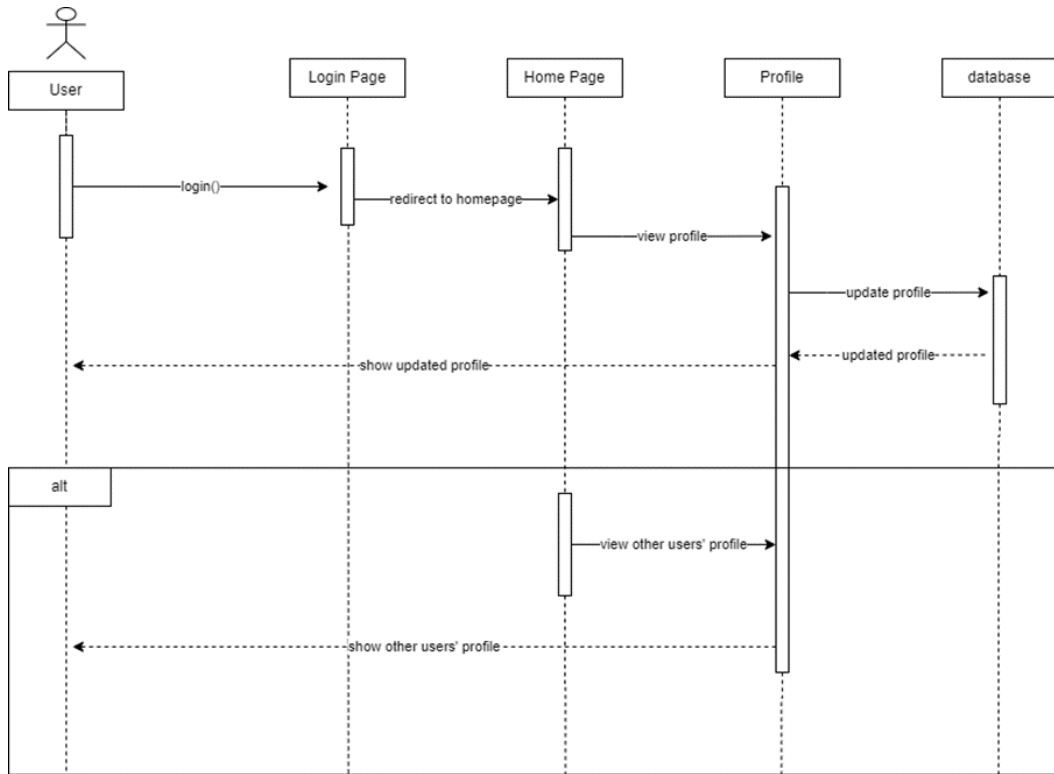 User
Login Page
Home Page
Profile
database
login()
redirect to homepage
view profile
update profile
updated profile
show updated profile
alt
view other users' profile
show other users' profile